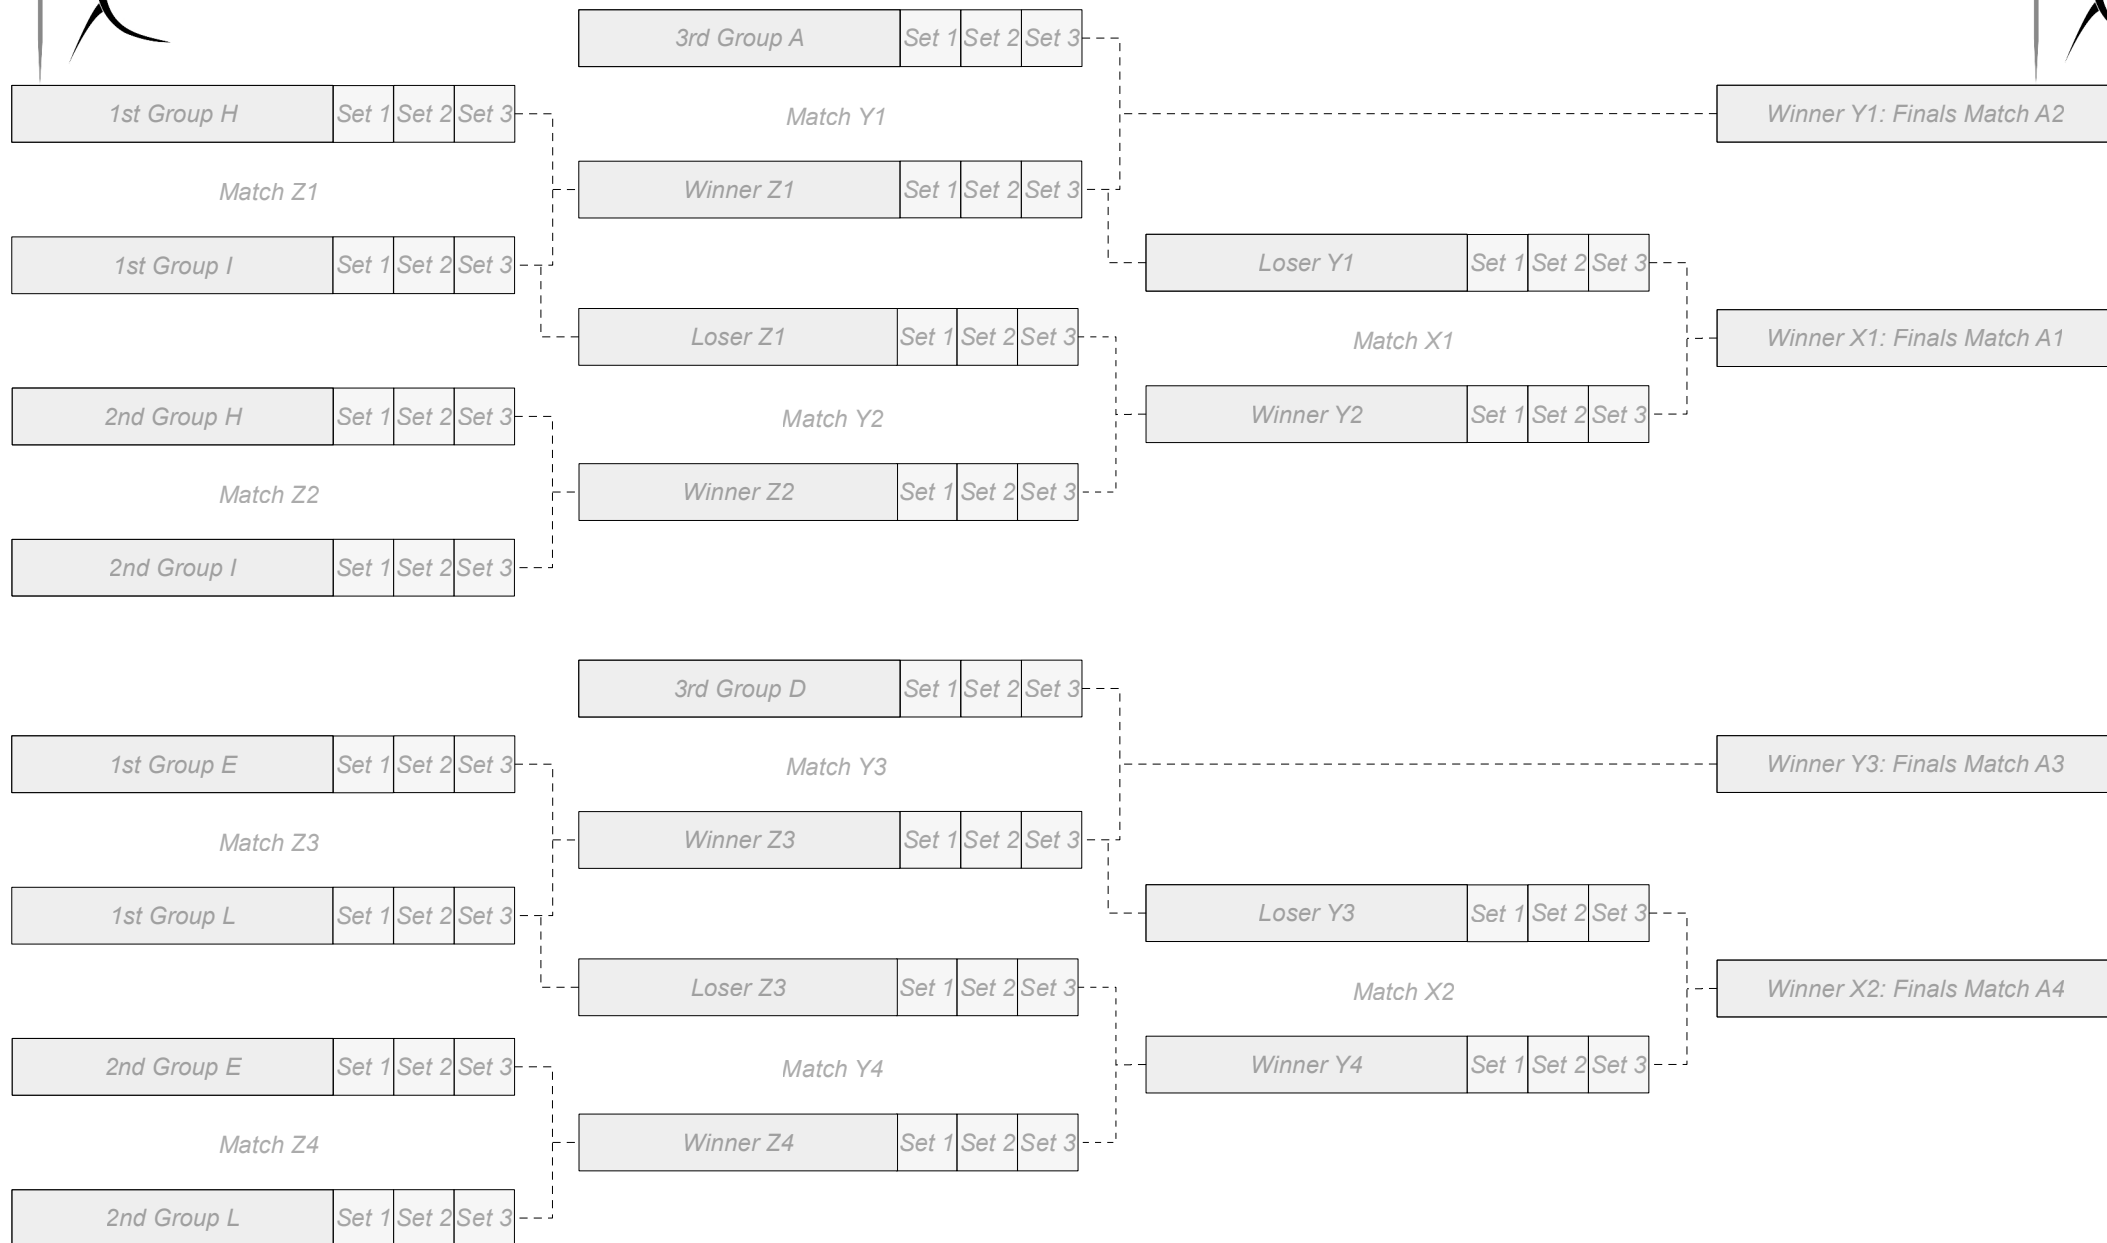 3rd Group A Set 1 Set 2 Set 3
1st Group H Set 1 Set 2 Set 3
Match Y1
Winner Y1: Finals Match A2
Match Z1
Winner Z1 Set 1 Set 2 Set 3
1st Group I Set 1 Set 2 Set 3
Loser Y1 Set 1 Set 2 Set 3
Loser Z1 Set 1 Set 2 Set 3
Match X1
Winner X1: Finals Match A1
2nd Group H Set 1 Set 2 Set 3
Match Y2
Winner Y2 Set 1 Set 2 Set 3
Match Z2
Winner Z2 Set 1 Set 2 Set 3
2nd Group I Set 1 Set 2 Set 3
3rd Group D Set 1 Set 2 Set 3
1st Group E Set 1 Set 2 Set 3
Match Y3
Winner Y3: Finals Match A3
Match Z3
Winner Z3 Set 1 Set 2 Set 3
1st Group L Set 1 Set 2 Set 3
Loser Y3 Set 1 Set 2 Set 3
Loser Z3 Set 1 Set 2 Set 3
Match X2
Winner X2: Finals Match A4
2nd Group E Set 1 Set 2 Set 3
Match Y4
Winner Y4 Set 1 Set 2 Set 3
Match Z4
Winner Z4 Set 1 Set 2 Set 3
2nd Group L Set 1 Set 2 Set 3